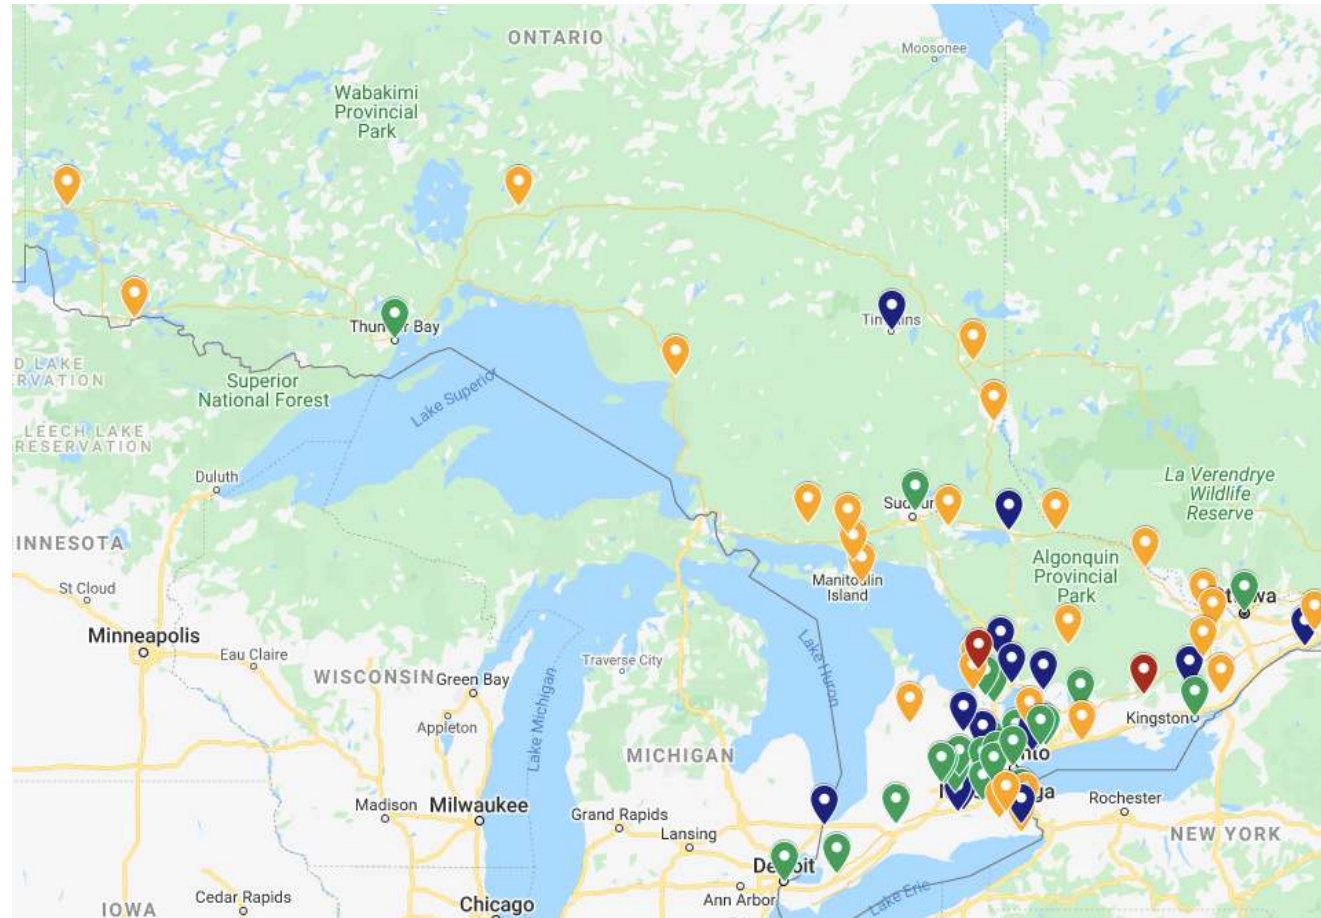 ONTARIO
Moosonee
Wabakimi
Provincial
Park
Thunder Bay
D LAKE
ERVATION
Superior
National Forest
Lake Superior
LEECH LAKE
RESERVATION
Duluth
La Verendrye
Wildlife
Reserve
INNESOTA
St Cloud
Algonquin
Provincial
Park
Manitoulin
Island
Minneapolis
Eau Claire
Lake Huron
Traverse City
WISCONSIN
Green Bay
Appleton
Lake Michigan
Kingston
MICHIGAN
Madison
Milwaukee
Grand Rapids
Rochester
Lansing
NEW YORK
Detroit
Ann Arbor
Lake Erie
Cedar Rapids
Chicago
IOWA